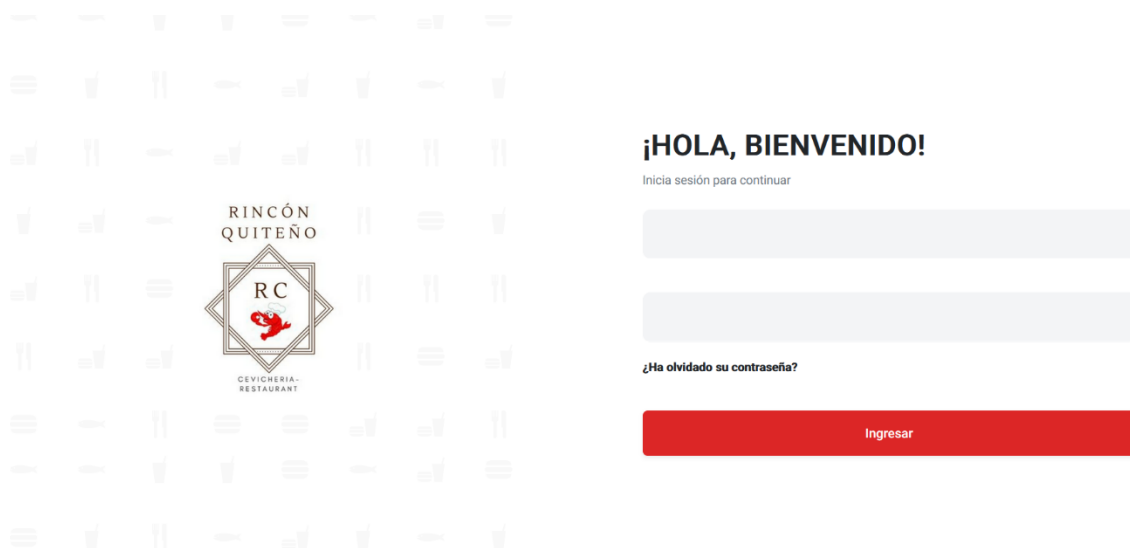 RINCÓN
QUITEÑO
RC
CEVICHERIA-
RESTAURANT
¡HOLA, BIENVENIDO!
Inicia sesión para continuar
¿Ha olvidado su contraseña?
Ingresar